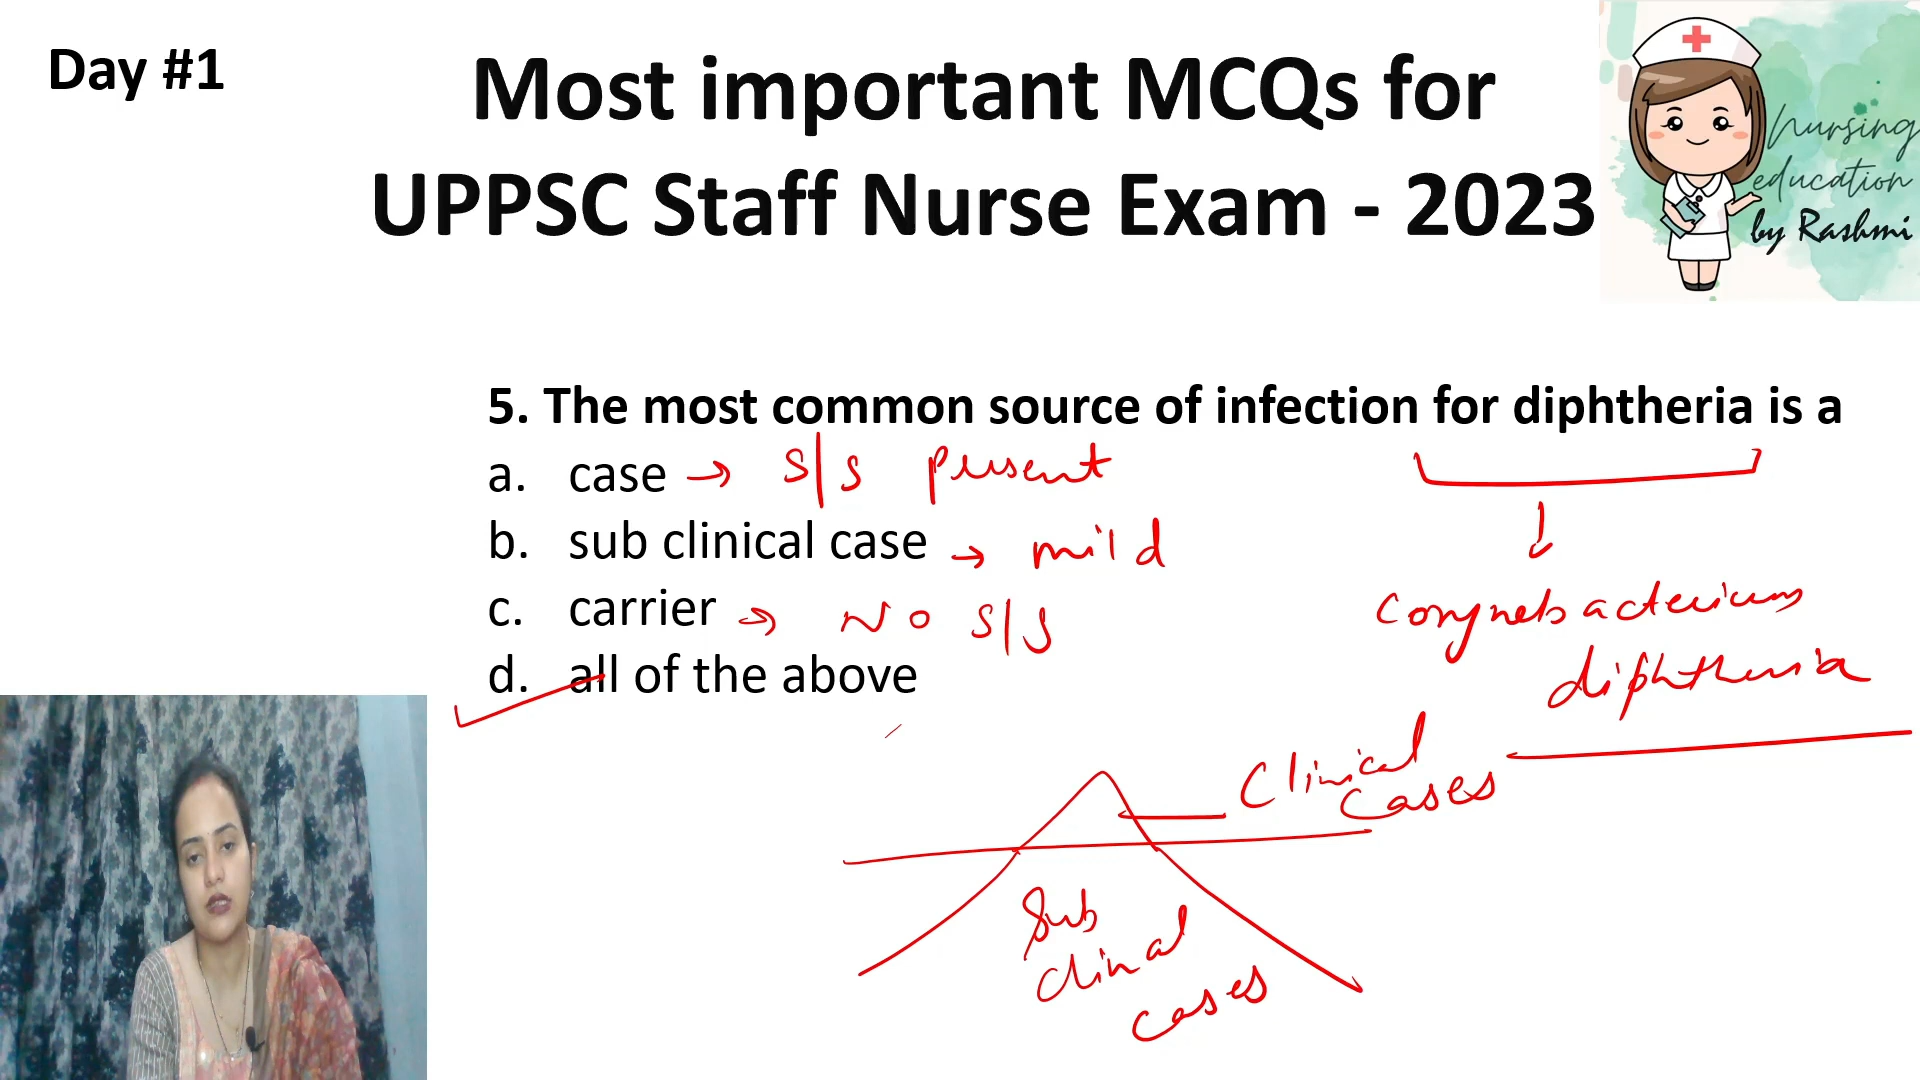 Day #1
Most important MCQs for
UPPSC Staff Nurse Exam - 2023
Nursing
education
by Rashmi
5. The most common source of infection for diphtheria is a
a. case → s/s present
b. sub clinical case → mild
c. carrier → No s/s
d. all of the above
Corynebacterium
diphtheria
Clinical
Cases
Sub
clinal
cases